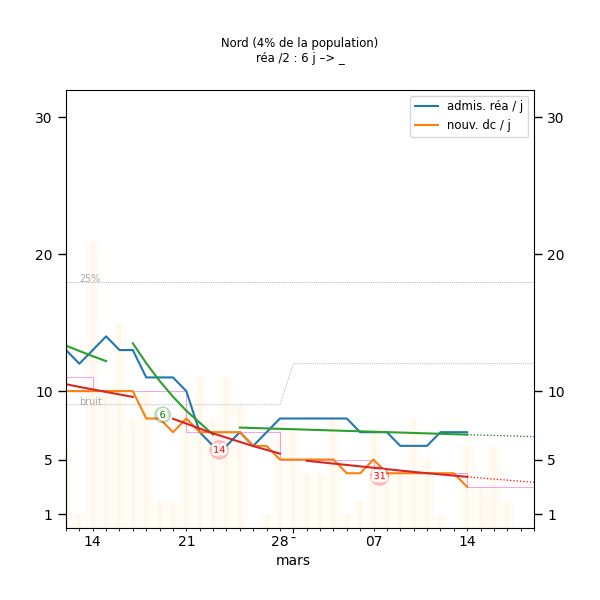 Nord (4% de la population)
réa /2 : 6 j –> _
admis. réa / j
nouv. dc / j
30 30
20 20
25%
10 10
bruit
6
14
5 5
31
1 1
14 21 28 07 14
mars